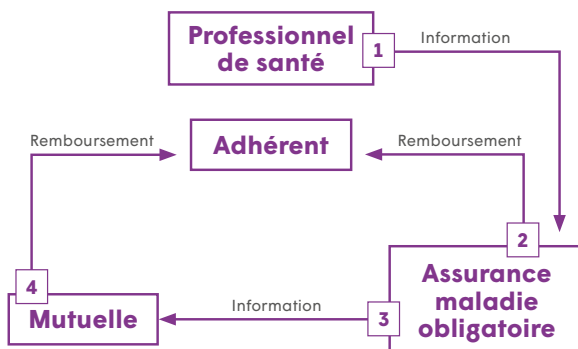 Professionnel
de santé
1
Information
Remboursement
Adhérent
Remboursement
2
4
Assurance
maladie
obligatoire
Mutuelle
Information
3